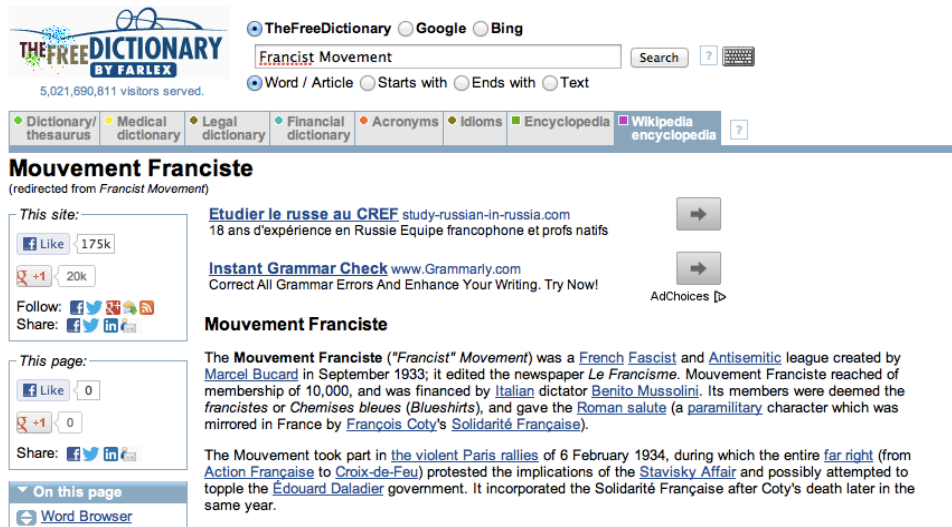 THEFREEDICTIONARY
BY FARLEX
5,021,690,811 visitors served.
TheFreeDictionary Google Bing
Francist Movement
Search
?
Word / Article Starts with Ends with Text
Dictionary/ thesaurus
Medical dictionary
Legal dictionary
Financial dictionary
Acronyms
Idioms
Encyclopedia
Wikipedia encyclopedia
?
Mouvement Franciste
(redirected from Francist Movement)
This site:
Like 175k
+1 20k
Follow:
Share:
This page:
Like 0
+1 0
Share:
On this page
Word Browser
Etudier le russe au CREF study-russian-in-russia.com
18 ans d'expérience en Russie Equipe francophone et profs natifs
Instant Grammar Check www.Grammarly.com
Correct All Grammar Errors And Enhance Your Writing. Try Now!
AdChoices
Mouvement Franciste
The Mouvement Franciste ("Francist" Movement) was a French Fascist and Antisemitic league created by
Marcel Bucard in September 1933; it edited the newspaper Le Francisme. Mouvement Franciste reached of
membership of 10,000, and was financed by Italian dictator Benito Mussolini. Its members were deemed the
francistes or Chemises bleues (Blueshirts), and gave the Roman salute (a paramilitary character which was
mirrored in France by François Coty's Solidarité Française).
The Movement took part in the violent Paris rallies of 6 February 1934, during which the entire far right (from
Action Française to Croix-de-Feu) protested the implications of the Stavisky Affair and possibly attempted to
topple the Édouard Daladier government. It incorporated the Solidarité Française after Coty's death later in the
same year.